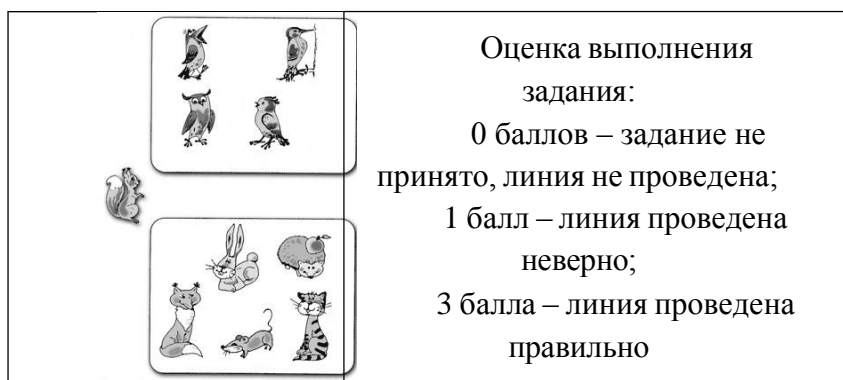 Оценка выполнения
задания:
0 баллов – задание не
принято, линия не проведена;
1 балл – линия проведена
неверно;
3 балла – линия проведена
правильно